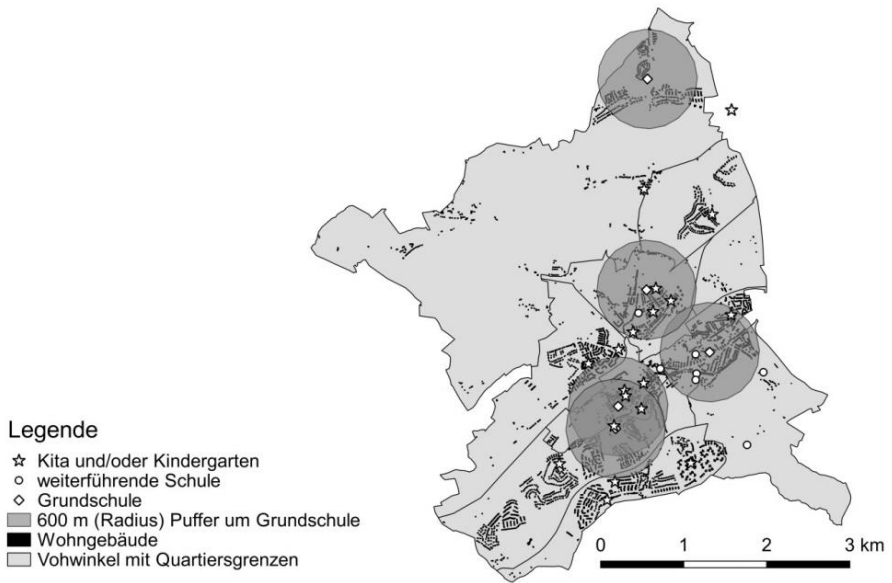 Legende
Kita und/oder Kindergarten
weiterführende Schule
Grundschule
600 m (Radius) Puffer um Grundschule
Wohngebäude
Vohwinkel mit Quartiersgrenzen
0 1 2 3 km